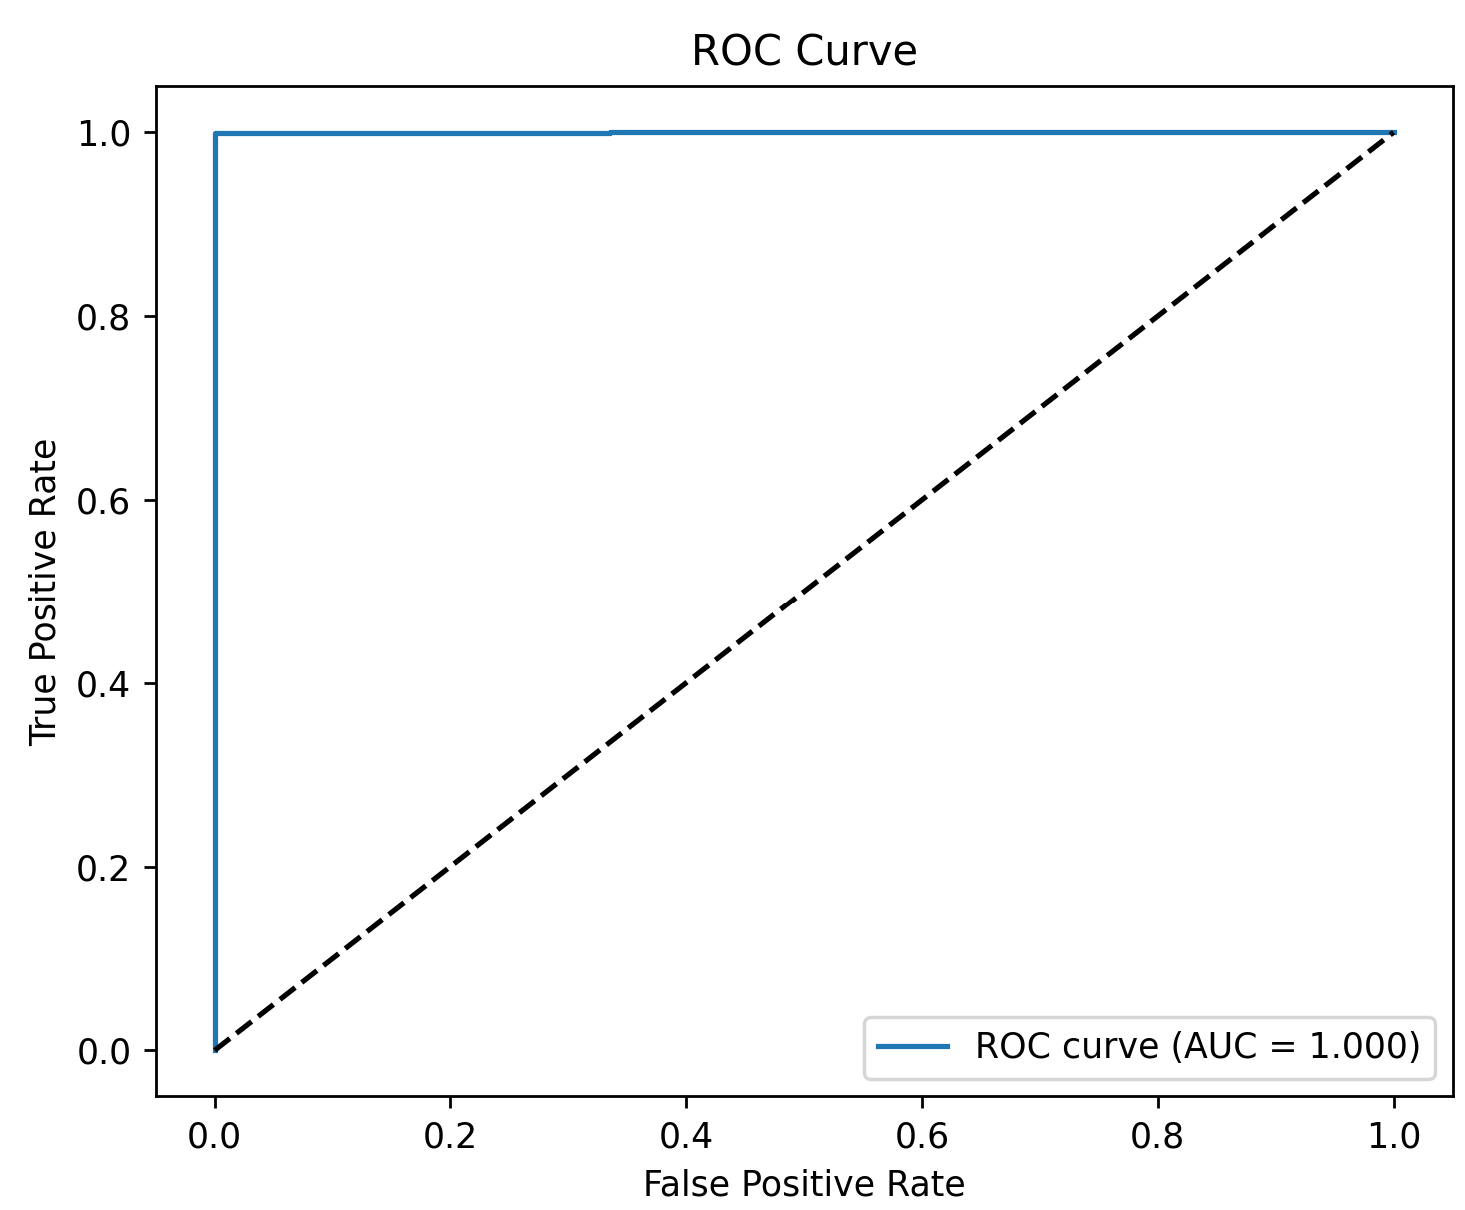 ROC Curve
1.0
0.8
0.6
0.4
0.2
0.0
True Positive Rate
ROC curve (AUC = 1.000)
0.0 0.2 0.4 0.6 0.8 1.0
False Positive Rate